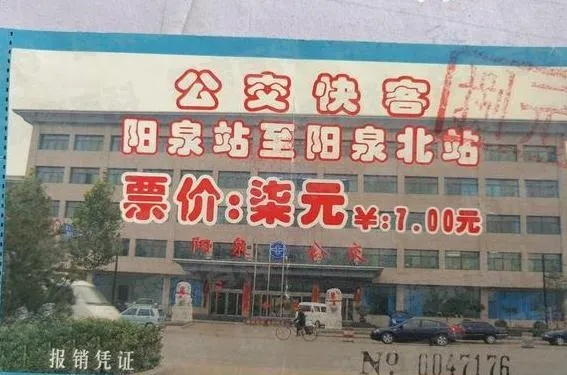 公交快客
阳泉站至阳泉北站
票价:柒元 ¥:7.00元
报销凭证
№ 0047176